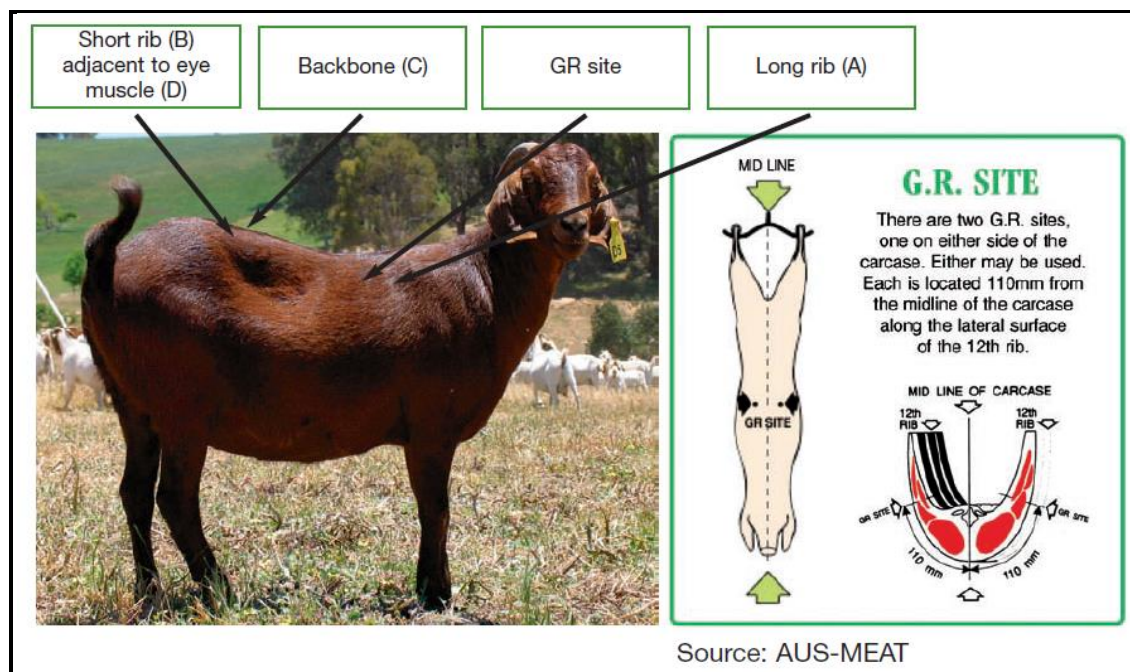 Short rib (B)
adjacent to eye
muscle (D)
Backbone (C)
GR site
Long rib (A)
MID LINE
GR SITE
G.R. SITE
There are two G.R. sites,
one on either side of the
carcase. Either may be used.
Each is located 110mm from
the midline of the carcase
along the lateral surface
of the 12th rib.
MID LINE OF CARCASE
12th
RIB
12th
RIB
GR SITE
GR SITE
110 mm
110 mm
Source: AUS-MEAT